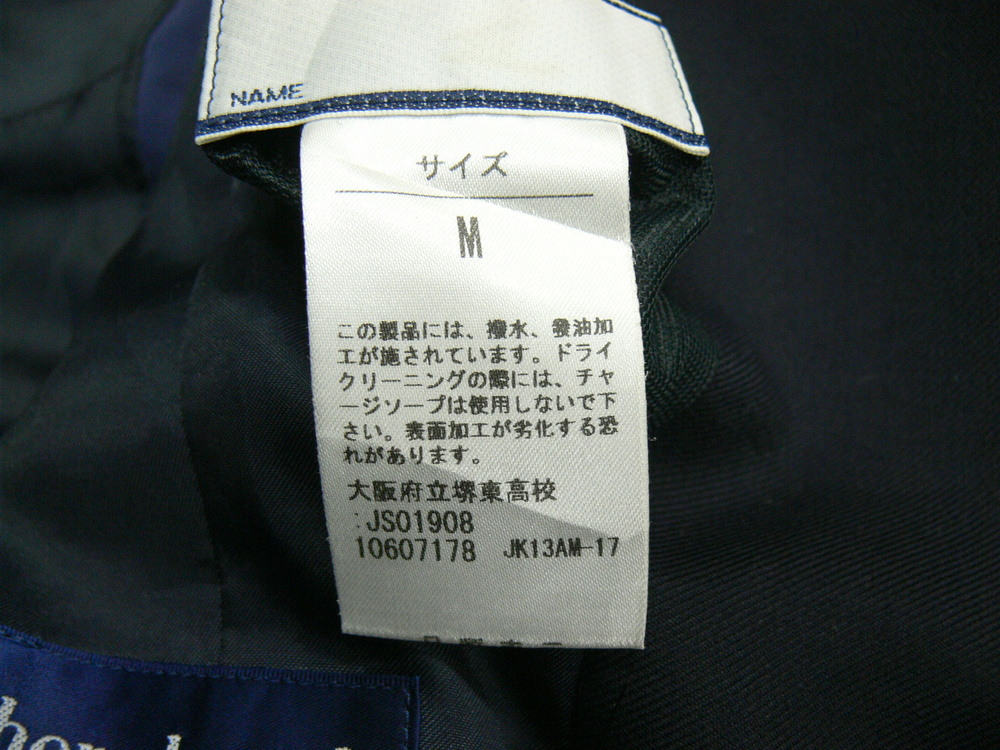 NAME
サイズ
M
この製品には、撥水、發油加
工が施されています。ドライ
クリーニングの際には、チャ
ージソープは使用しないで下
さい。表面加工が劣化する恐
れがあります。
大阪府立堺東高校
:JS01908
10607178 JK13AM-17